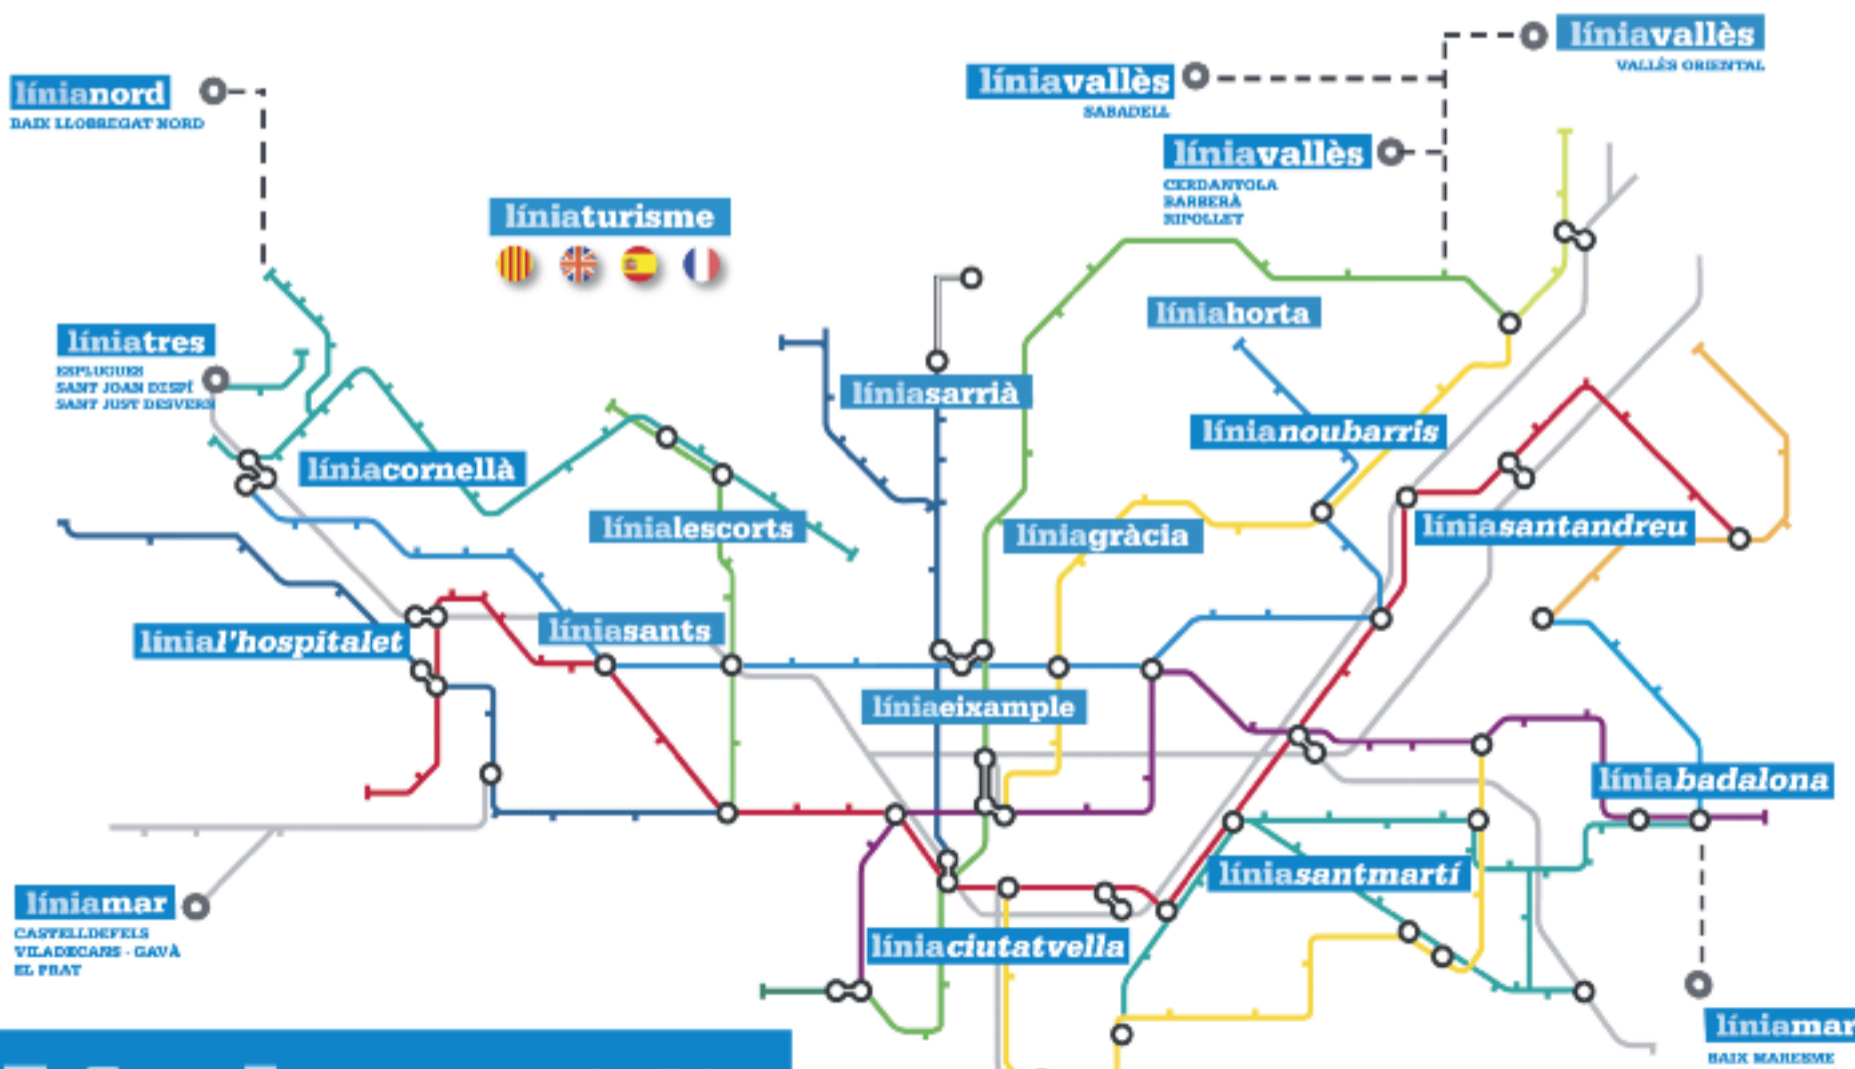 líniavallès
VALLÈS ORIENTAL
líniavallès
SABADELL
línianord
BAIX LLOBREGAT NORD
líniavallès
CERDANYOLA
BARBERÀ
RIPOLLET
líniaturisme
líniahorta
líniatres
ESPLUGUES
SANT JOAN DISPÍ
SANT JUST DESVERN
líniasarrià
línianoubarris
líniacornellà
línialescorts
líniagràcia
líniasantandreu
línial'hospitalet
líniasants
líniaeixample
líniabadalona
líniasantmartí
líniamar
CASTELLDEFELS
VILADECANS - GAVÀ
EL PRAT
líniaciutatvella
líniamar
BAIX MARESME